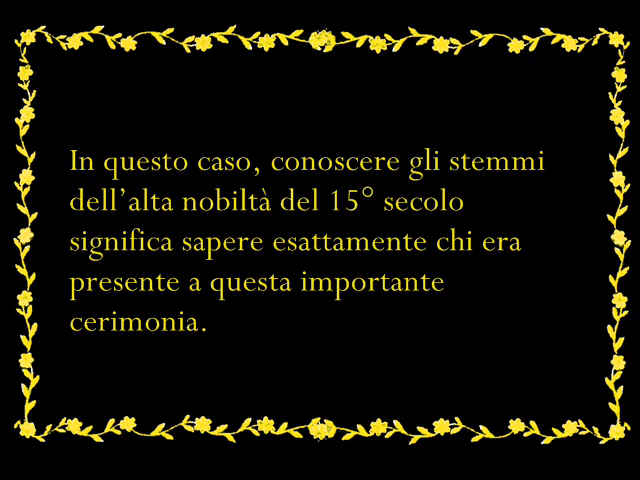 In questo caso, conoscere gli stemmi
dell’alta nobiltà del 15° secolo
significa sapere esattamente chi era
presente a questa importante
cerimonia.